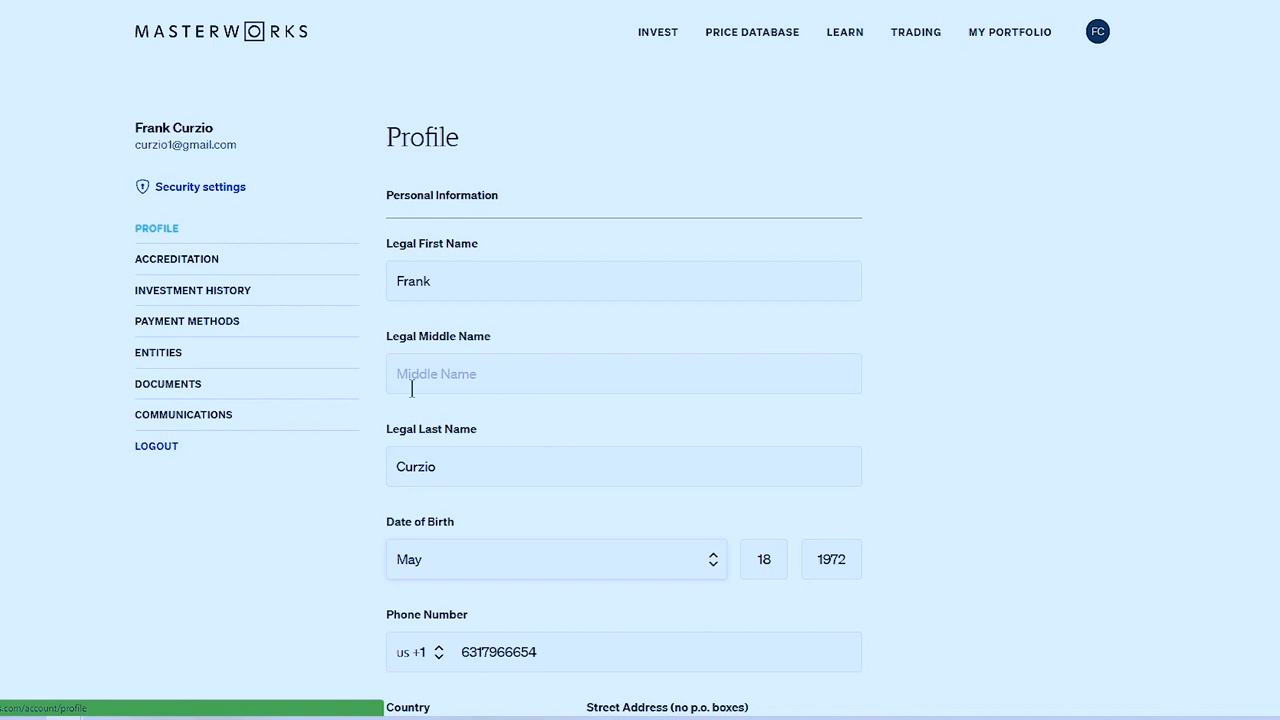 MASTERWORKS
INVEST
PRICE DATABASE
LEARN
TRADING
MY PORTFOLIO
FC
Frank Curzio
curzio1@gmail.com
Security settings
PROFILE
ACCREDITATION
INVESTMENT HISTORY
PAYMENT METHODS
ENTITIES
DOCUMENTS
COMMUNICATIONS
LOGOUT
Profile
Personal Information
Legal First Name
Frank
Legal Middle Name
Middle Name
Legal Last Name
Curzio
Date of Birth
May 18 1972
Phone Number
us +1 6317966654
Country Street Address (no p.o. boxes)
s.com/account/profile